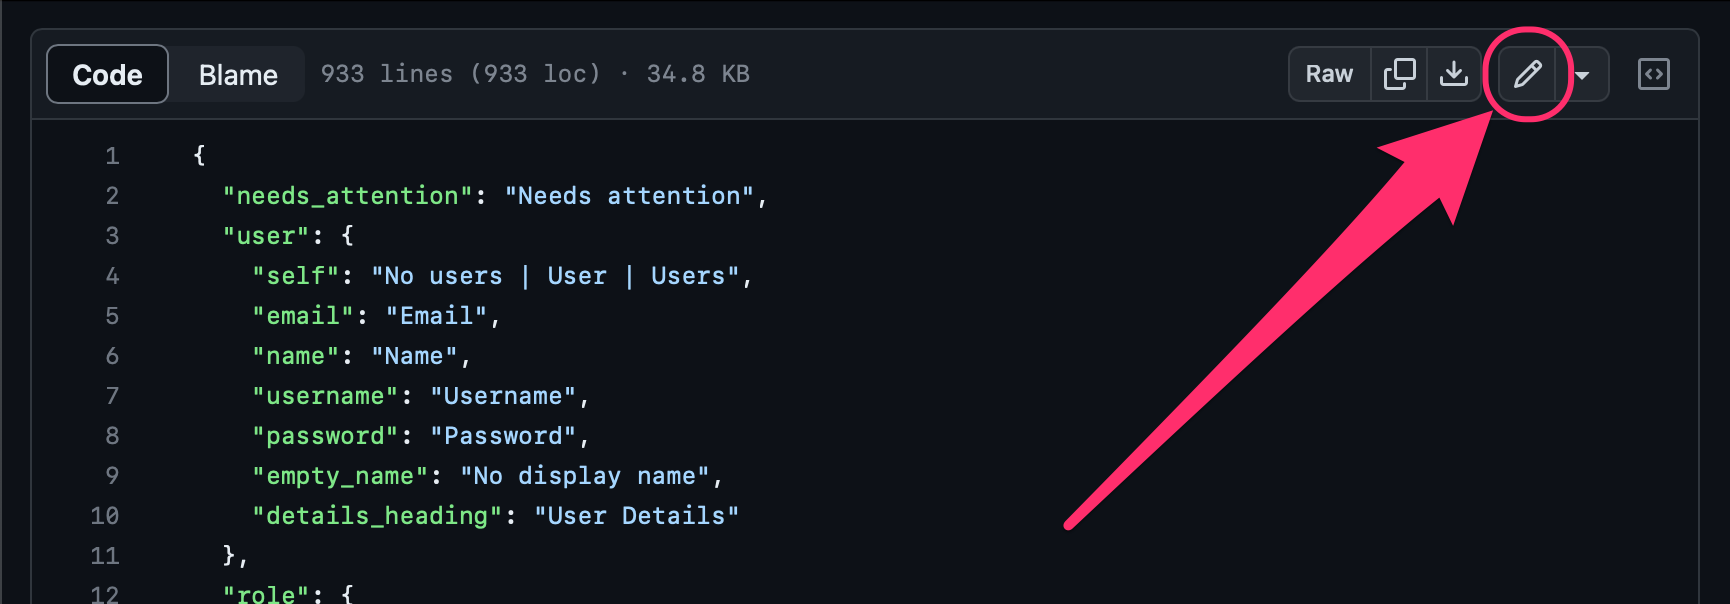 Code Blame 933 lines (933 loc) · 34.8 KB Raw
1 {
2 "needs_attention": "Needs attention",
3 "user": {
4 "self": "No users | User | Users",
5 "email": "Email",
6 "name": "Name",
7 "username": "Username",
8 "password": "Password",
9 "empty_name": "No display name",
10 "details_heading": "User Details"
11 },
12 "role": {